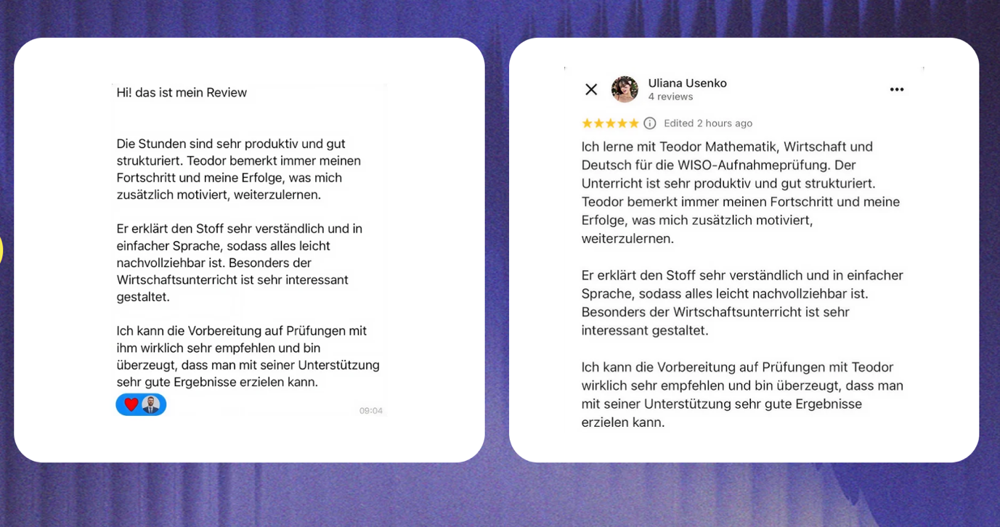 Hi! das ist mein Review
Die Stunden sind sehr produktiv und gut
strukturiert. Teodor bemerkt immer meinen
Fortschritt und meine Erfolge, was mich
zusätzlich motiviert, weiterzulernen.
Er erklärt den Stoff sehr verständlich und in
einfacher Sprache, sodass alles leicht
nachvollziehbar ist. Besonders der
Wirtschaftsunterricht ist sehr interessant
gestaltet.
Ich kann die Vorbereitung auf Prüfungen mit
ihm wirklich sehr empfehlen und bin
überzeugt, dass man mit seiner Unterstützung
sehr gute Ergebnisse erzielen kann.
09:04
Uliana Usenko
4 reviews
Edited 2 hours ago
Ich lerne mit Teodor Mathematik, Wirtschaft und
Deutsch für die WISO-Aufnahmeprüfung. Der
Unterricht ist sehr produktiv und gut strukturiert.
Teodor bemerkt immer meinen Fortschritt und meine
Erfolge, was mich zusätzlich motiviert,
weiterzulernen.
Er erklärt den Stoff sehr verständlich und in einfacher
Sprache, sodass alles leicht nachvollziehbar ist.
Besonders der Wirtschaftsunterricht ist sehr
interessant gestaltet.
Ich kann die Vorbereitung auf Prüfungen mit Teodor
wirklich sehr empfehlen und bin überzeugt, dass man
mit seiner Unterstützung sehr gute Ergebnisse
erzielen kann.